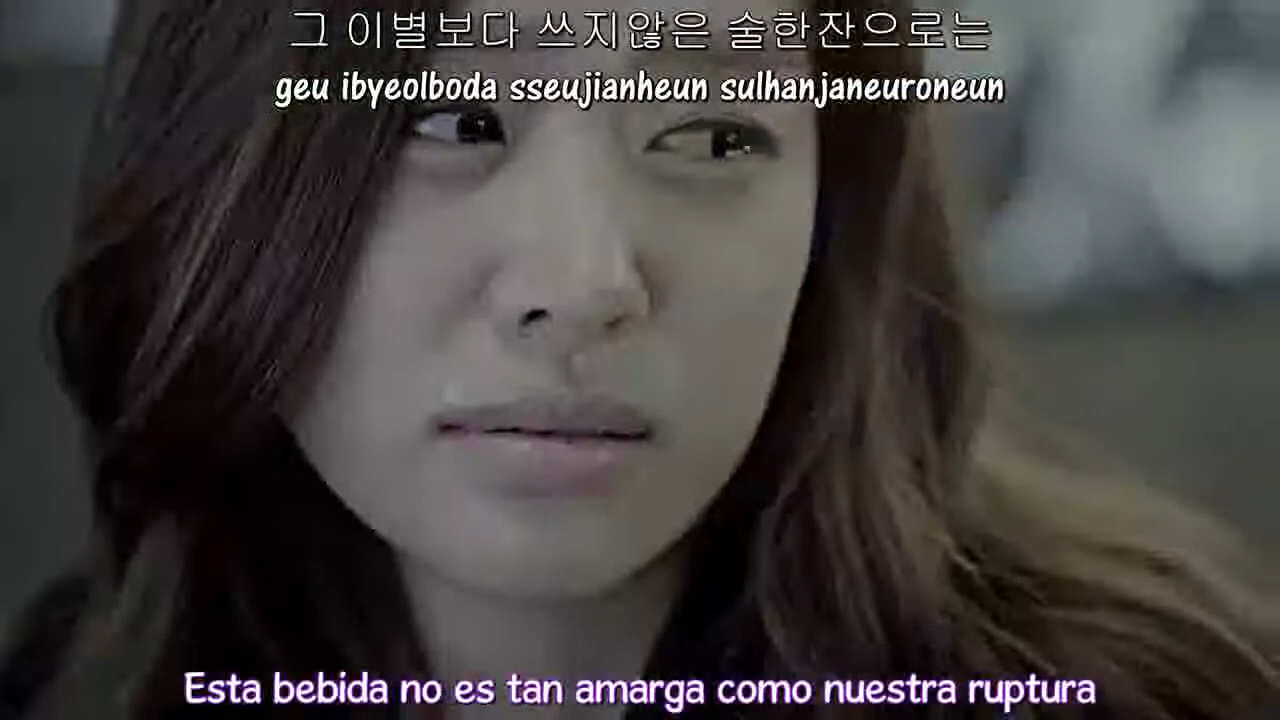 그 이별보다 쓰지않은 술한잔으로는
geu ibyeolboda sseujianheun sulhanjaneuroneun
Esta bebida no es tan amarga como nuestra ruptura